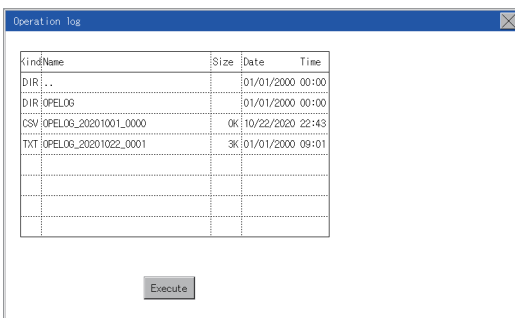 Operation log
Kind Name Size Date Time
DIR .. 01/01/2000 00:00
DIR OPELOG 01/01/2000 00:00
CSV OPELOG_20201001_0000 0K 10/22/2020 22:43
TXT OPELOG_20201022_0001 3K 01/01/2000 09:01
Execute